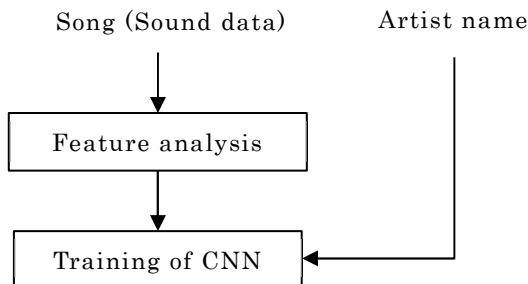 Song (Sound data)
Artist name
Feature analysis
Training of CNN